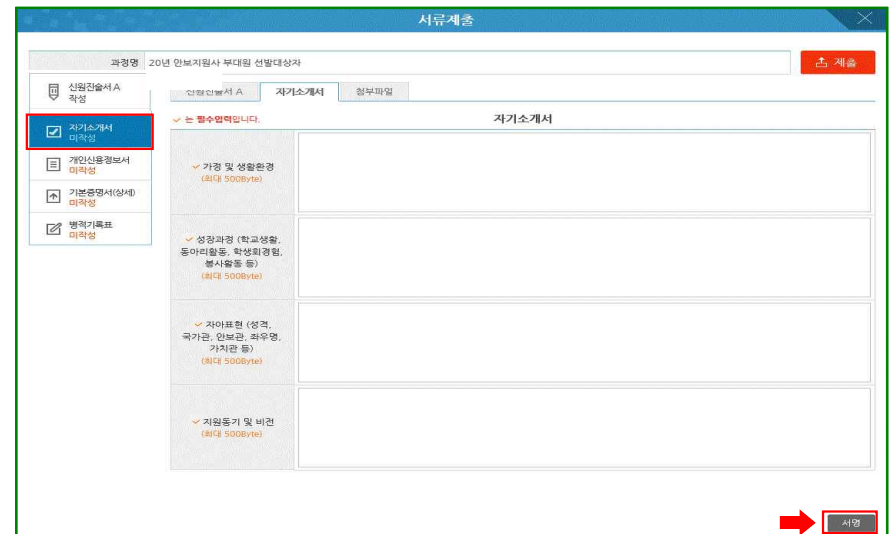 서류제출
과정명 20년 안보지원사 부대원 선발대상자
제출
신원진술서 A
작성
자기소개서
미작성
개인신용정보서
미작성
기본증명서(상세)
미작성
병적기록표
미작성
신원진술서 A 자기소개서 첨부파일
는 필수입력입니다.
자기소개서
가정 및 생활환경
(최대 500Byte)
성장과정 (학교생활,
동아리활동, 학생회경험,
봉사활동 등)
(최대 500Byte)
자아표현 (성격,
국가관, 안보관, 좌우명,
가치관 등)
(최대 500Byte)
지원동기 및 비전
(최대 500Byte)
서명